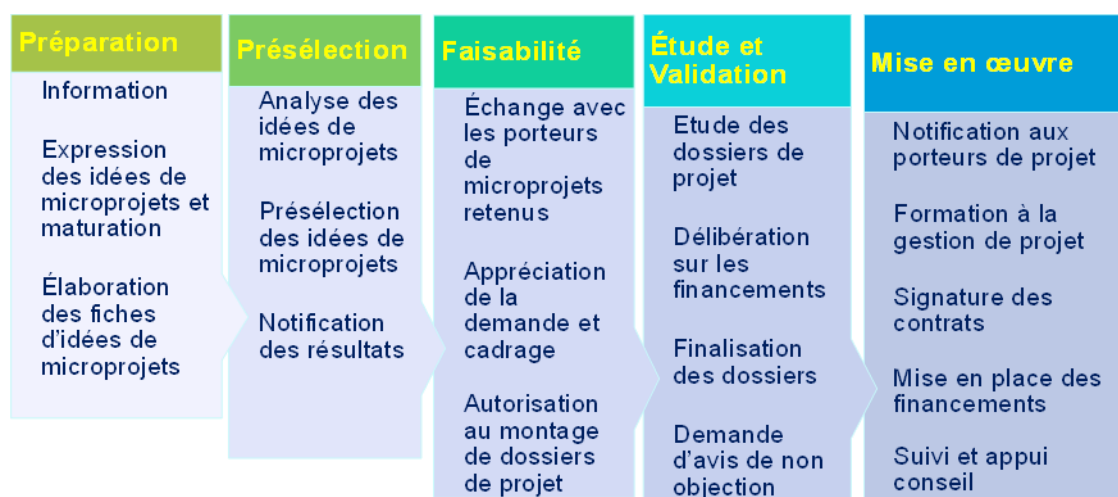 Préparation
Information
Expression
des idées de
microprojets et
maturation
Élaboration
des fiches
d'idées de
microprojets
Présélection
Analyse des
idées de
microprojets
Présélection
des idées de
microprojets
Notification
des résultats
Faisabilité
Échange avec
les porteurs
de
microprojets
retenus
Appréciation
de la
demande et
cadrage
Autorisation
au montage
de dossiers
de projet
Étude et
Validation
Etude des
dossiers de
projet
Délibération
sur les
financements
Finalisation
des dossiers
Demande
d'avis de non
objection
Mise en œuvre
Notification aux
porteurs de projet
Formation à la
gestion de projet
Signature des
contrats
Mise en place des
financements
Suivi et appui
conseil